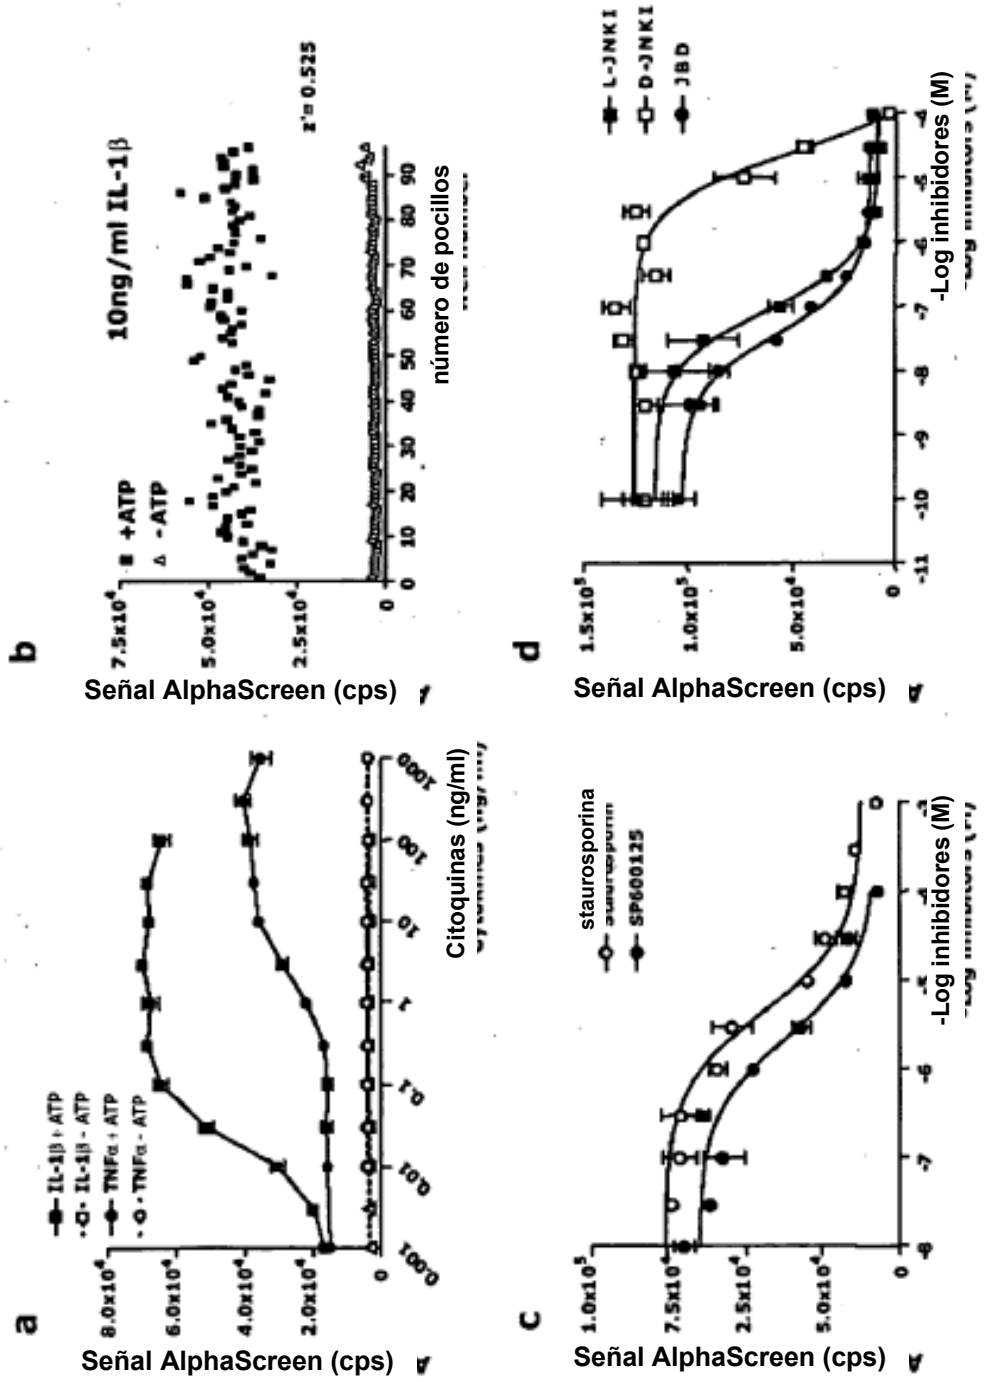 a
Señal AlphaScreen (cps)
8.0x10⁴
6.0x10⁴
4.0x10⁴
2.0x10⁴
0
IL-1β+ATP
IL-1β-ATP
TNFα+ATP
TNFα-ATP
0.001
0.01
0.1
1
10
100
1000
Citoquinas (ng/ml)
b
Señal AlphaScreen (cps)
7.5x10⁴
5.0x10⁴
2.5x10⁴
0
+ATP
-ATP
10ng/ml IL-1β
z'=0.525
0 10 20 30 40 50 60 70 80 90
número de pocillos
c
Señal AlphaScreen (cps)
1.0x10⁵
7.5x10⁴
2.5x10⁴
5.0x10⁴
0
staurosporina
SP600125
-8 -7 -6 -5 -4 -3
-Log inhibidores (M)
d
Señal AlphaScreen (cps)
1.5x10⁵
1.0x10⁵
5.0x10⁴
0
L-JNKI
D-JNKI
JBD
-11 -10 -9 -8 -7 -6 -5 -4
-Log inhibidores (M)